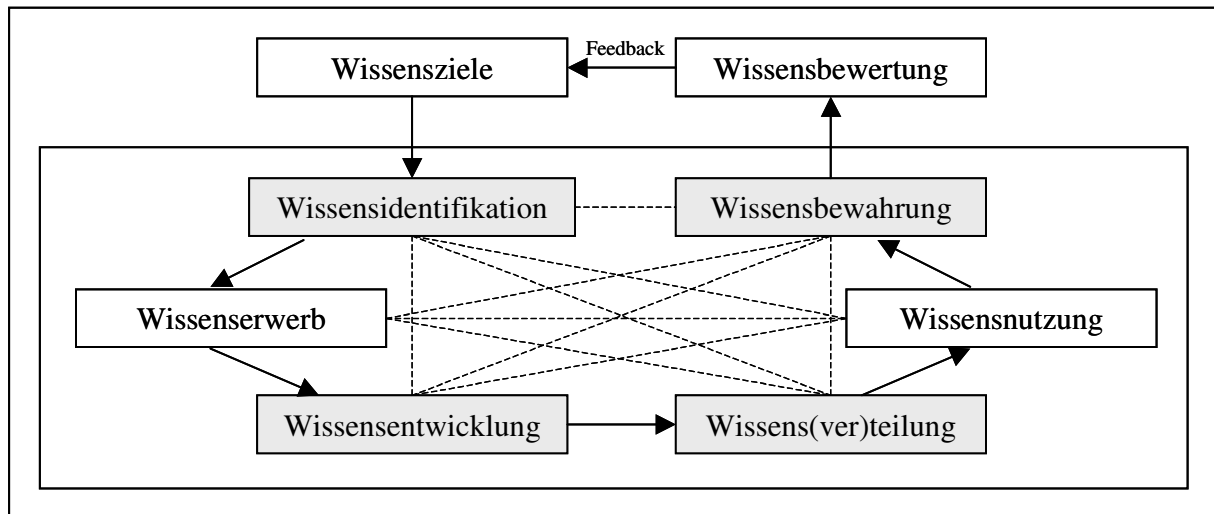 Feedback
Wissensziele
Wissensbewertung
Wissensidentifikation
Wissensbewahrung
Wissenserwerb
Wissensnutzung
Wissensentwicklung
Wissens(ver)teilung